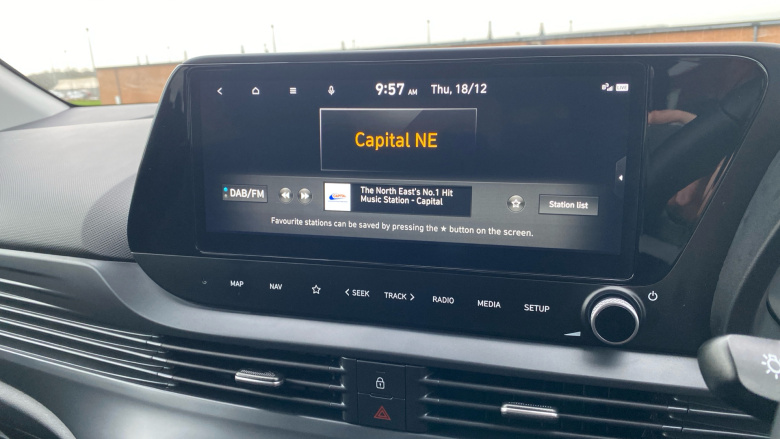 9:57 AM Thu, 18/12
LIVE
Capital NE
DAB/FM
The North East's No.1 Hit
Music Station - Capital
Station list
Favourite stations can be saved by pressing the ★ button on the screen.
MAP NAV SEEK TRACK RADIO MEDIA SETUP